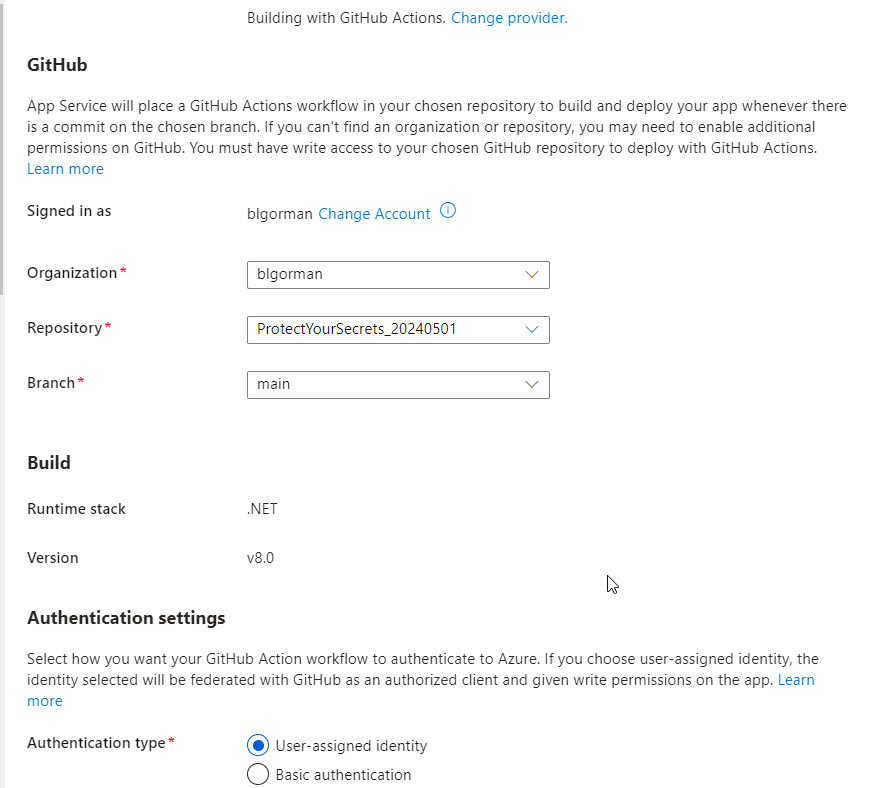 Building with GitHub Actions. Change provider.
GitHub
App Service will place a GitHub Actions workflow in your chosen repository to build and deploy your app whenever there
is a commit on the chosen branch. If you can't find an organization or repository, you may need to enable additional
permissions on GitHub. You must have write access to your chosen GitHub repository to deploy with GitHub Actions.
Learn more
Signed in as blgorman Change Account
Organization* blgorman
Repository* ProtectYourSecrets_20240501
Branch* main
Build
Runtime stack .NET
Version v8.0
Authentication settings
Select how you want your GitHub Action workflow to authenticate to Azure. If you choose user-assigned identity, the
identity selected will be federated with GitHub as an authorized client and given write permissions on the app. Learn
more
Authentication type* User-assigned identity
Basic authentication